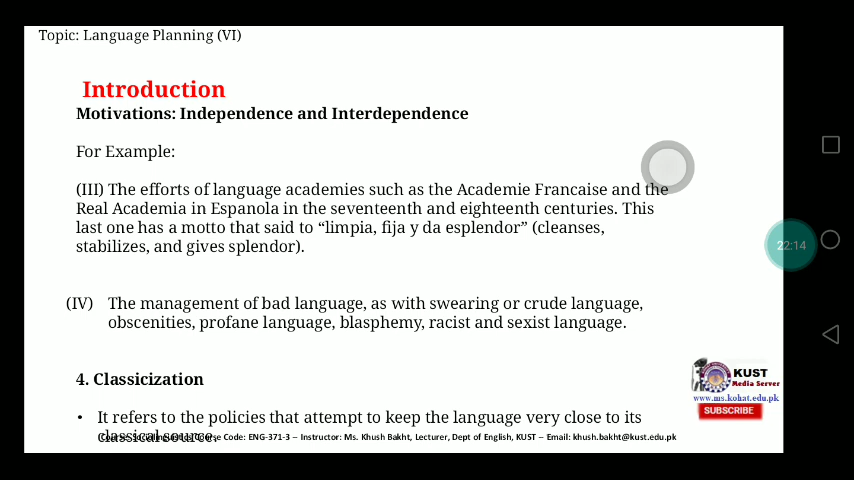 Topic: Language Planning (VI)
Introduction
Motivations: Independence and Interdependence
For Example:
(III) The efforts of language academies such as the Academie Francaise and the
Real Academia in Espanola in the seventeenth and eighteenth centuries. This
last one has a motto that said to “limpia, fija y da esplendor” (cleanses,
stabilizes, and gives splendor).
(IV) The management of bad language, as with swearing or crude language,
obscenities, profane language, blasphemy, racist and sexist language.
4. Classicization
• It refers to the policies that attempt to keep the language very close to its
classical source.
Course Code: ENG-371-3 – Instructor: Ms. Khush Bakht, Lecturer, Dept of English, KUST – Email: khush.bakht@kust.edu.pk
22:14
KUST
Media Server
www.ms.kohat.edu.pk
SUBSCRIBE